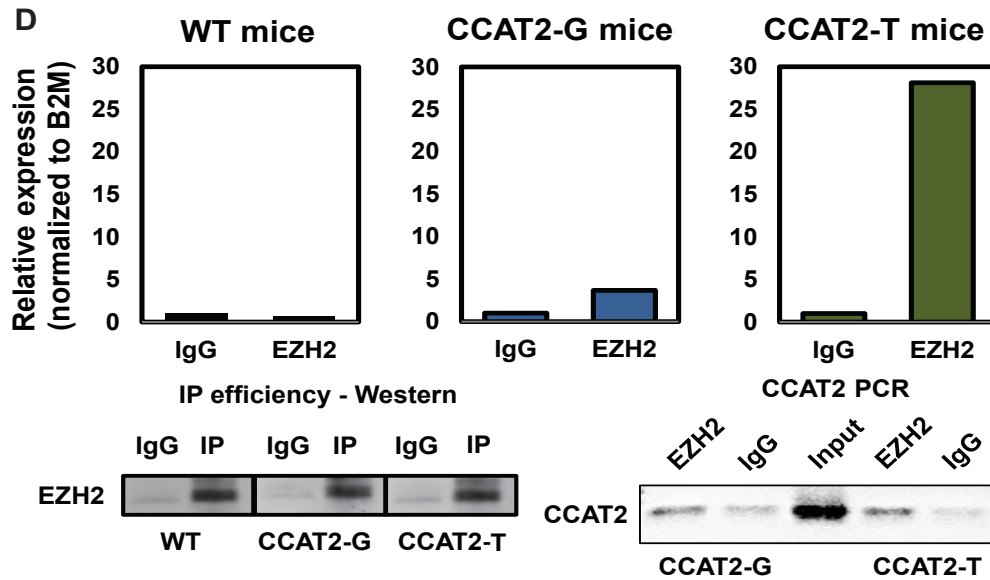 D
WT mice CCAT2-G mice CCAT2-T mice
Relative expression
(normalized to B2M)
30 30 30
25 25 25
20 20 20
15 15 15
10 10 10
5 5 5
0 0 0
IgG EZH2 IgG EZH2 IgG EZH2
IP efficiency - Western
IgG IP IgG IP IgG IP
EZH2
WT CCAT2-G CCAT2-T
CCAT2 PCR
EZH2 IgG Input EZH2 IgG
CCAT2
CCAT2-G CCAT2-T